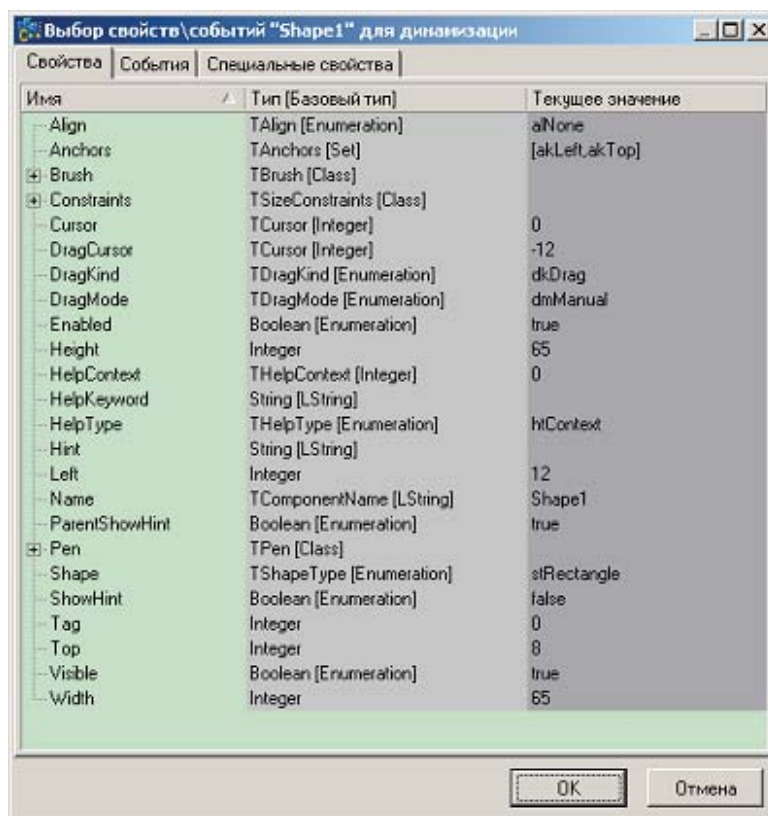 Выбор свойств\событий "Shape1" для динамизации
Свойства События Специальные свойства
Имя Тип [Базовый тип] Текущее значение
Align TAlign [Enumeration] alNone
Anchors TAnchors [Set] [akLeft,akTop]
Brush TBrush [Class]
Constraints TSizeConstraints [Class]
Cursor TCursor [Integer] 0
DragCursor TCursor [Integer] -12
DragKind TDragKind [Enumeration] dkDrag
DragMode TDragMode [Enumeration] dmManual
Enabled Boolean [Enumeration] true
Height Integer 65
HelpContext THelpContext [Integer] 0
HelpKeyword String [LString]
HelpType THelpType [Enumeration] htContext
Hint String [LString]
Left Integer 12
Name TComponentName [LString] Shape1
ParentShowHint Boolean [Enumeration] true
Pen TPen [Class]
Shape TShapeType [Enumeration] stRectangle
ShowHint Boolean [Enumeration] false
Tag Integer 0
Top Integer 8
Visible Boolean [Enumeration] true
Width Integer 65
OK Отмена